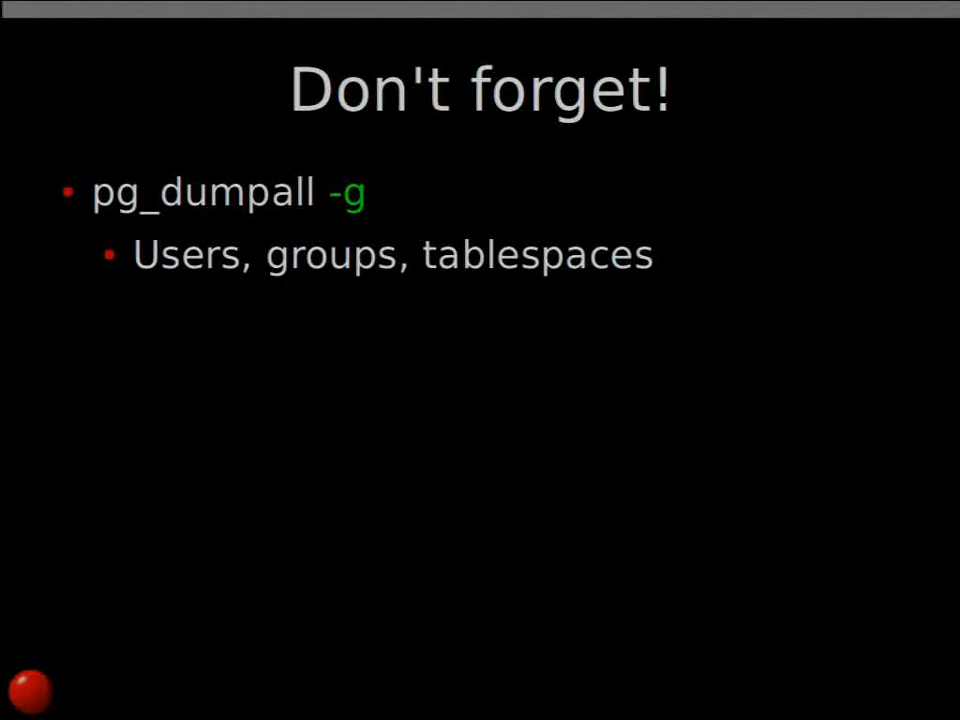 Don't forget!
pg_dumpall -g
Users, groups, tablespaces